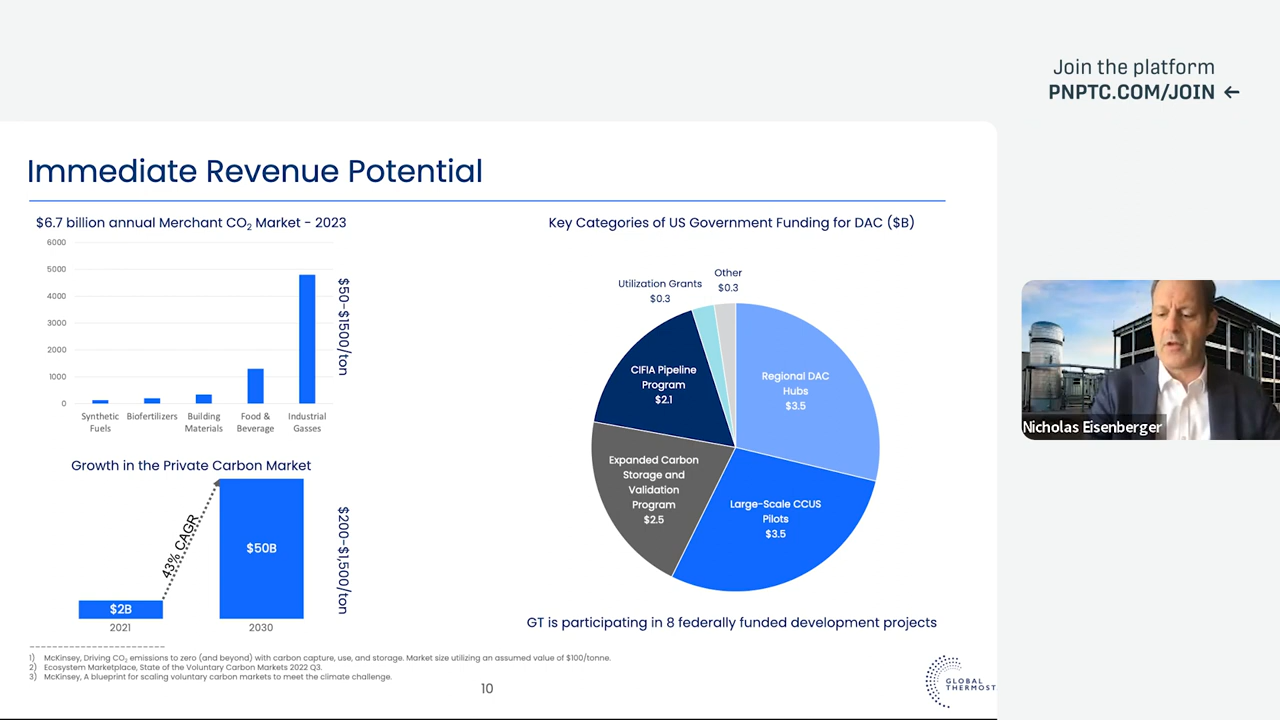 Join the platform
PNPTC.COM/JOIN ←
Immediate Revenue Potential
$6.7 billion annual Merchant CO₂ Market - 2023
6000
5000
4000
3000
2000
1000
0
Synthetic Fuels
Biofertilizers
Building Materials
Food & Beverage
Industrial Gases
$50-$1500/ton
Growth in the Private Carbon Market
43% CAGR
$2B
$50B
2021
2030
$200-$1,500/ton
Key Categories of US Government Funding for DAC ($B)
Utilization Grants
$0.3
Other
$0.3
CIFIA Pipeline
Program
$2.1
Regional DAC
Hubs
$3.5
Expanded Carbon
Storage and
Validation
Program
$2.5
Large-Scale CCUS
Pilots
$3.5
GT is participating in 8 federally funded development projects
1) McKinsey, Driving CO₂ emissions to zero (and beyond) with carbon capture, use, and storage. Market size utilizing an assumed value of $100/tonne.
2) Ecosystem Marketplace, State of the Voluntary Carbon Markets 2022 Q3.
3) McKinsey, A blueprint for scaling voluntary carbon markets to meet the climate challenge.
10
GLOBAL
THERMOST
Nicholas Eisenberger